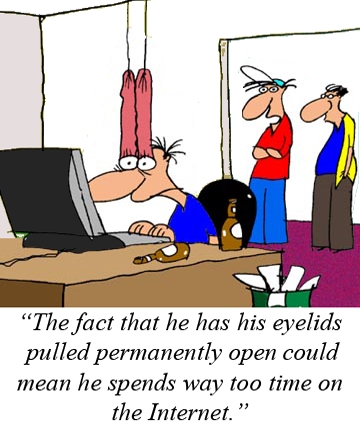 “The fact that he has his eyelids
pulled permanently open could
mean he spends way too time on
the Internet.”